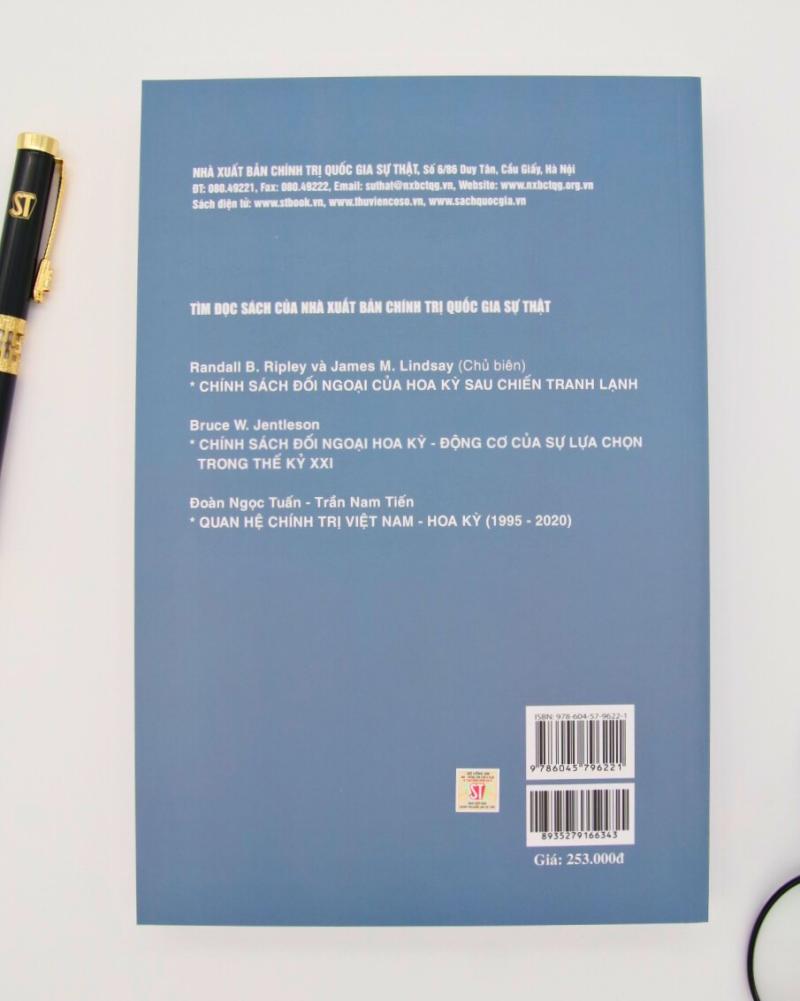 ST
NHÀ XUẤT BẢN CHÍNH TRỊ QUỐC GIA SỰ THẬT, Số 6/86 Duy Tân, Cầu Giấy, Hà Nội
ĐT: 080.49221, Fax: 080.49222, Email: suthat@nxbctqg.vn, Website: www.nxbctqg.org.vn
Sách điện tử: www.stbook.vn, www.thuviencoso.vn, www.sachquocgia.vn
TÌM ĐỌC SÁCH CỦA NHÀ XUẤT BẢN CHÍNH TRỊ QUỐC GIA SỰ THẬT
Randall B. Ripley và James M. Lindsay (Chủ biên)
* CHÍNH SÁCH ĐỐI NGOẠI CỦA HOA KỲ SAU CHIẾN TRANH LẠNH
Bruce W. Jentleson
* CHÍNH SÁCH ĐỐI NGOẠI HOA KỲ - ĐỘNG CƠ CỦA SỰ LỰA CHỌN
TRONG THẾ KỶ XXI
Đoàn Ngọc Tuấn - Trần Nam Tiến
* QUAN HỆ CHÍNH TRỊ VIỆT NAM - HOA KỲ (1995 - 2020)
ISBN: 978-604-57-9622-1
9 786045 796221
ST
8935279166343
Giá: 253.000đ